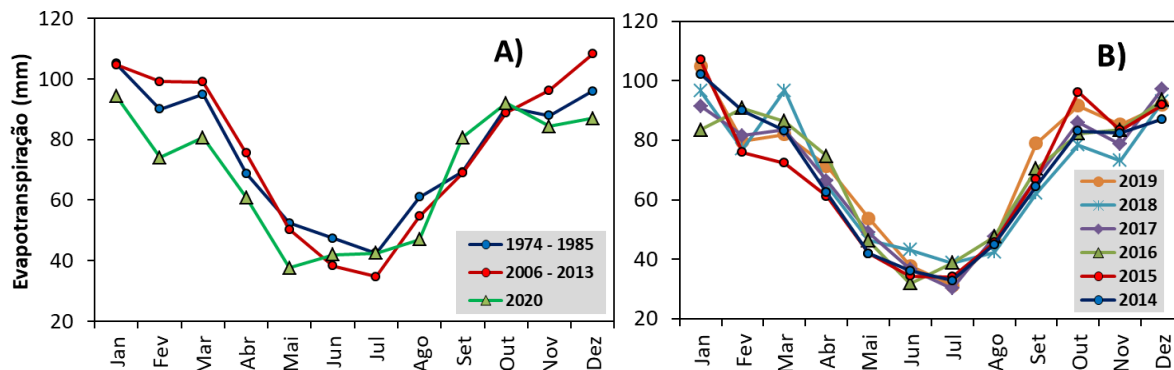 A)
Evapotranspiração (mm)
120
100
80
60
40
20
Jan
Fev
Mar
Abr
Mai
Jun
Jul
Ago
Set
Out
Nov
Dez
1974 - 1985
2006 - 2013
2020
B)
120
100
80
60
40
20
Jan
Fev
Mar
Abr
Mai
Jun
Jul
Ago
Set
Out
Nov
Dez
2019
2018
2017
2016
2015
2014